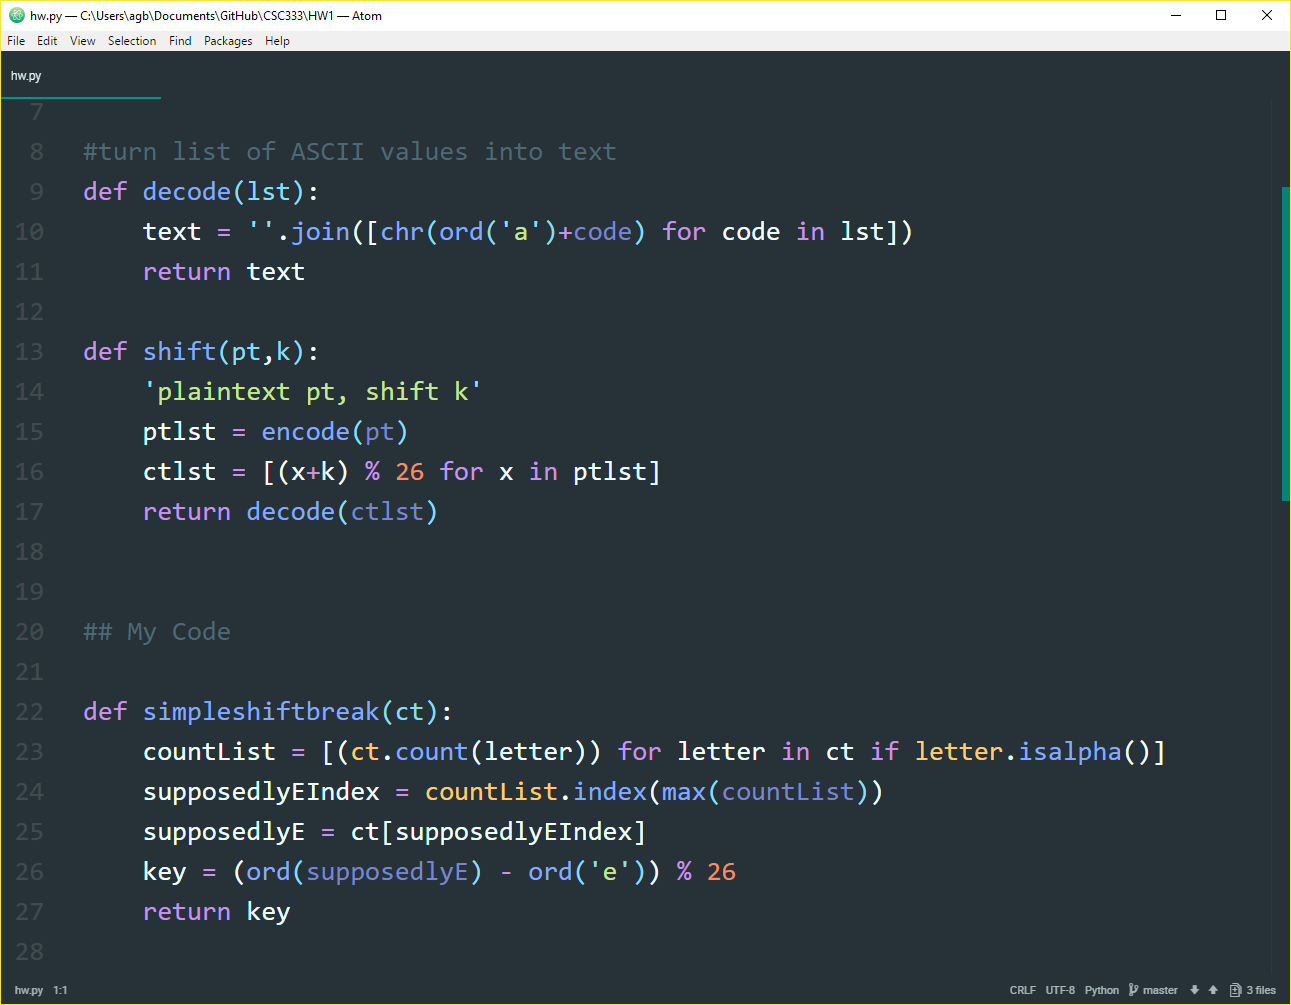 hw.py — C:\Users\agb\Documents\GitHub\CSC333\HW1 — Atom
File Edit View Selection Find Packages Help
hw.py
7
8 #turn list of ASCII values into text
9 def decode(lst):
10     text = ''.join([chr(ord('a')+code) for code in lst])
11     return text
12
13 def shift(pt,k):
14     'plaintext pt, shift k'
15     ptlst = encode(pt)
16     ctlst = [(x+k) % 26 for x in ptlst]
17     return decode(ctlst)
18
19
20 ## My Code
21
22 def simpleshiftbreak(ct):
23     countList = [(ct.count(letter)) for letter in ct if letter.isalpha()]
24     supposedlyEIndex = countList.index(max(countList))
25     supposedlyE = ct[supposedlyEIndex]
26     key = (ord(supposedlyE) - ord('e')) % 26
27     return key
28
hw.py 1:1 CRLF UTF-8 Python master 3 files